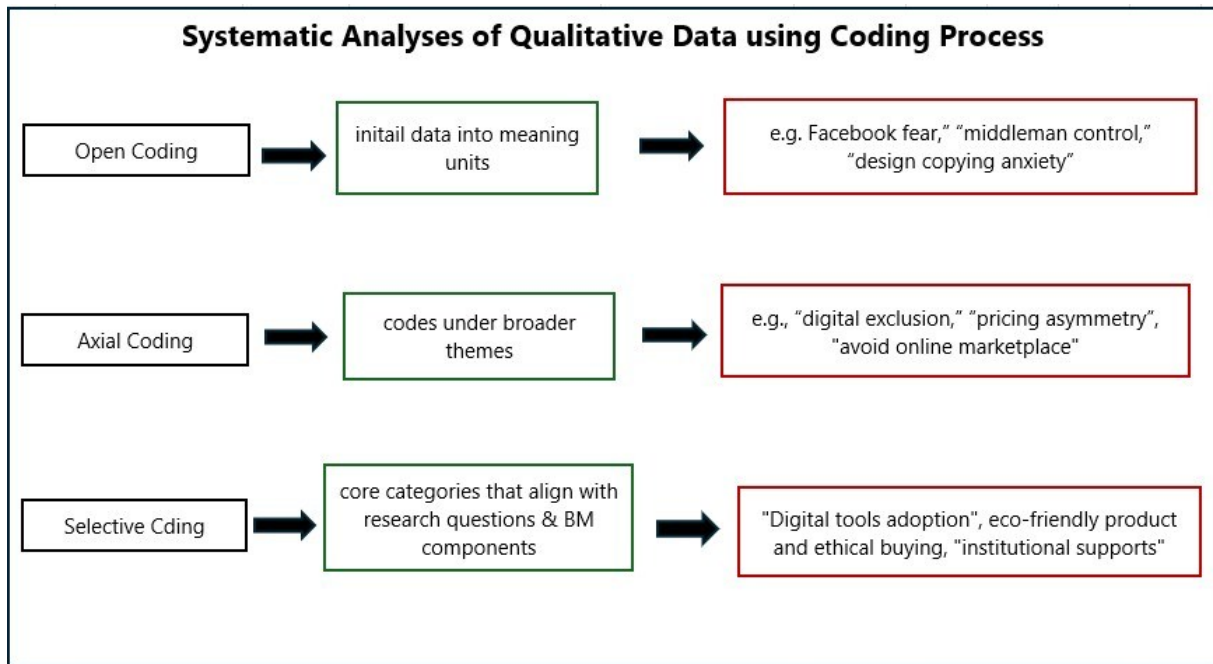 Systematic Analyses of Qualitative Data using Coding Process
Open Coding
initail data into meaning
units
e.g. Facebook fear,” “middleman control,”
“design copying anxiety”
Axial Coding
codes under broader
themes
e.g., “digital exclusion,” “pricing asymmetry”,
"avoid online marketplace"
Selective Cding
core categories that align with
research questions & BM
components
"Digital tools adoption", eco-friendly product
and ethical buying, "institutional supports"